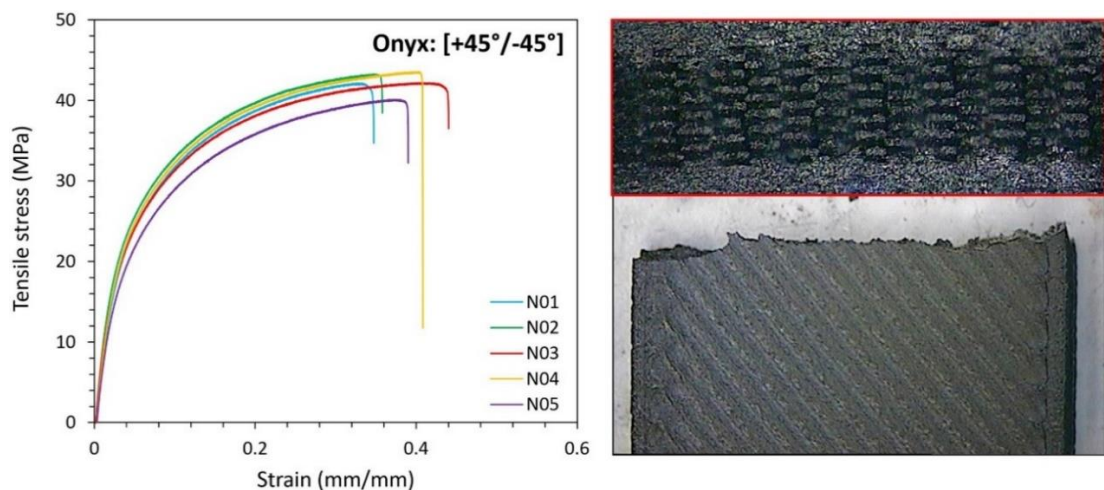 50
Onyx: [+45°/-45°]
40
30
20
10
0
Tensile stress (MPa)
N01
N02
N03
N04
N05
0
0.2
0.4
0.6
Strain (mm/mm)